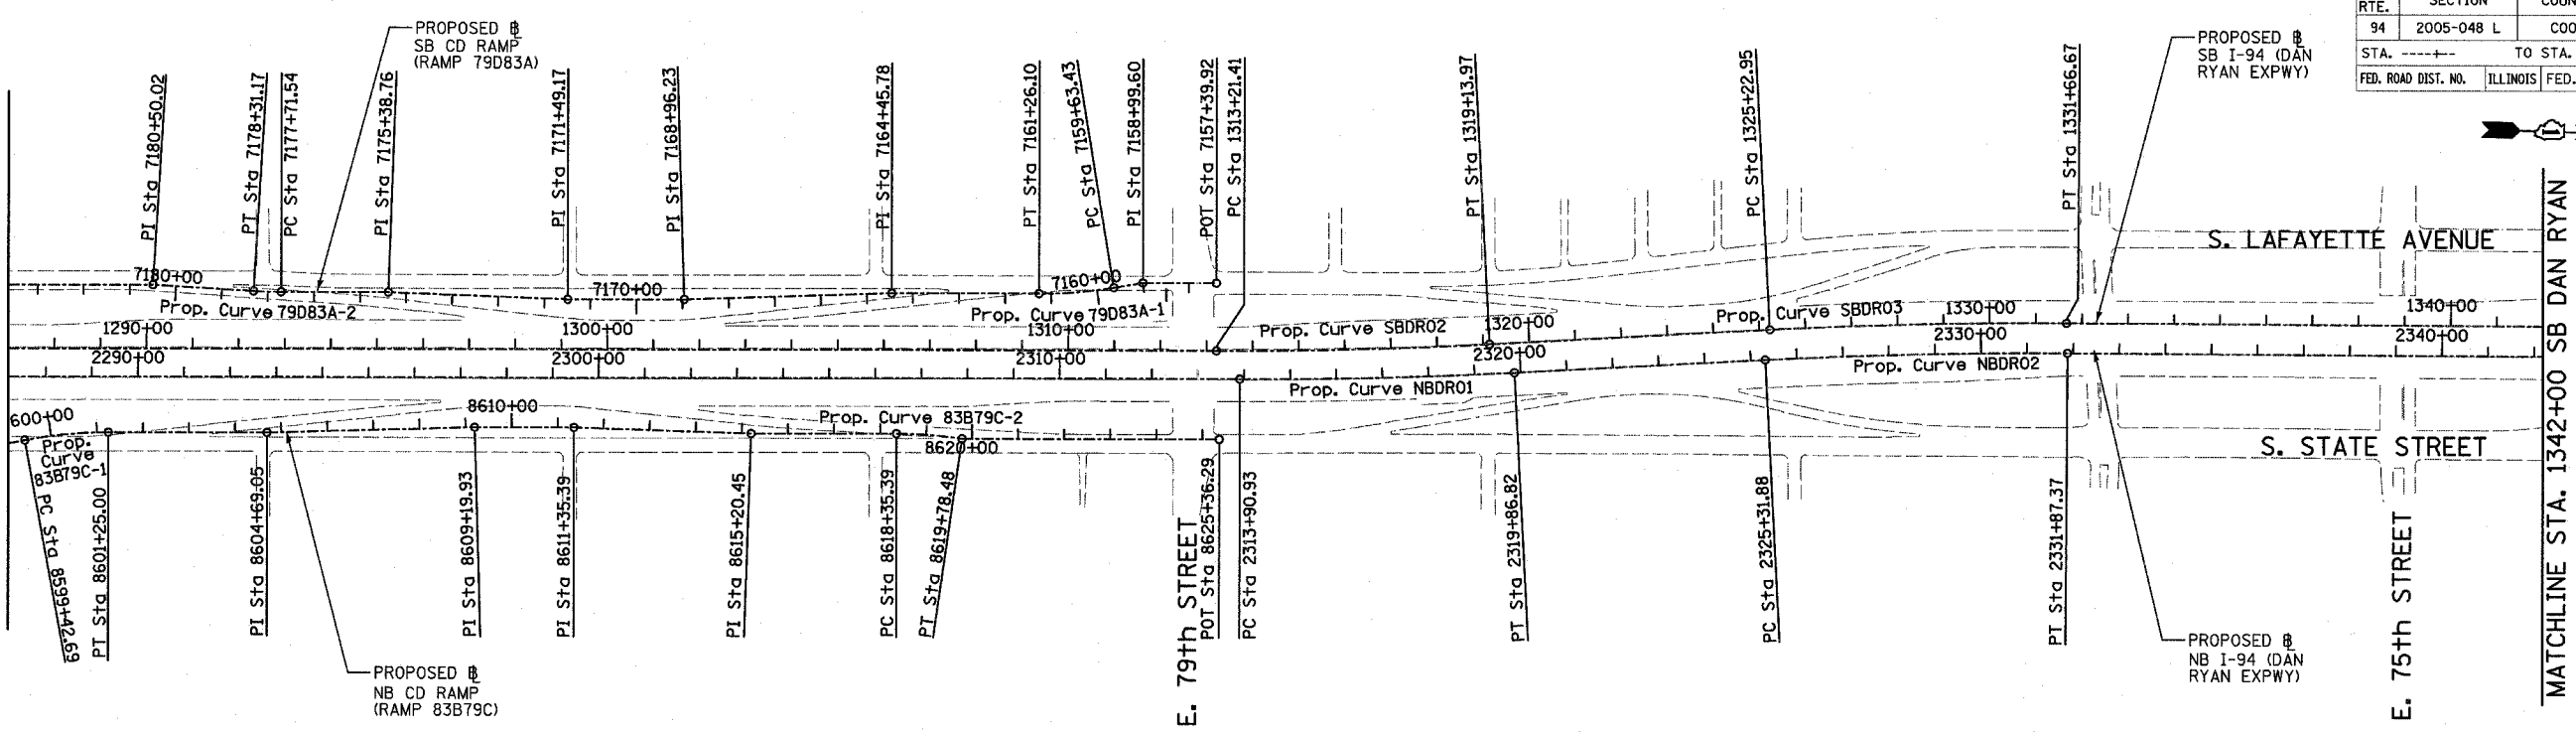 PROPOSED B
SB CD RAMP
(RAMP 79D83A)
PI Sta 7180+50.02
PT Sta 7178+31.17
PC Sta 7177+71.54
PI Sta 7175+38.76
PI Sta 7171+49.17
PI Sta 7168+96.23
PI Sta 7164+45.78
PT Sta 7161+26.10
PC Sta 7159+63.43
PI Sta 7158+99.60
POT Sta 7157+39.92
PC Sta 1313+21.41
PT Sta 1319+13.97
PC Sta 1325+22.95
PT Sta 1331+66.67
PROPOSED B
SB I-94 (DAN
RYAN EXPWY)
RTE. SECTION
94 2005-048 L
STA. ----+-- TO STA.
FED. ROAD DIST. NO. ILLINOIS FED.
S. LAFAYETTE AVENUE
7180+00
7170+00
7160+00
Prop. Curve 79D83A-2
Prop. Curve 79D83A-1
Prop. Curve SBDR02
Prop. Curve SBDR03
1290+00
1300+00
1310+00
1320+00
1330+00
1340+00
2290+00
2300+00
2310+00
2320+00
2330+00
2340+00
Prop. Curve NBDR01
Prop. Curve NBDR02
600+00
8610+00
8620+00
Prop.
Curve
83B79C-1
Prop. Curve 83B79C-2
S. STATE STREET
PC Sta 8599+42.69
PT Sta 8601+25.00
PI Sta 8604+69.05
PI Sta 8609+19.93
PI Sta 8611+35.39
PI Sta 8615+20.45
PC Sta 8618+35.39
PT Sta 8619+78.48
E. 79th STREET
POT Sta 8625+36.29
PC Sta 2313+90.93
PT Sta 2319+86.82
PC Sta 2325+31.88
PT Sta 2331+87.37
PROPOSED B
NB CD RAMP
(RAMP 83B79C)
PROPOSED B
NB I-94 (DAN
RYAN EXPWY)
E. 75th STREET
MATCHLINE STA. 1342+00 SB DAN RYAN